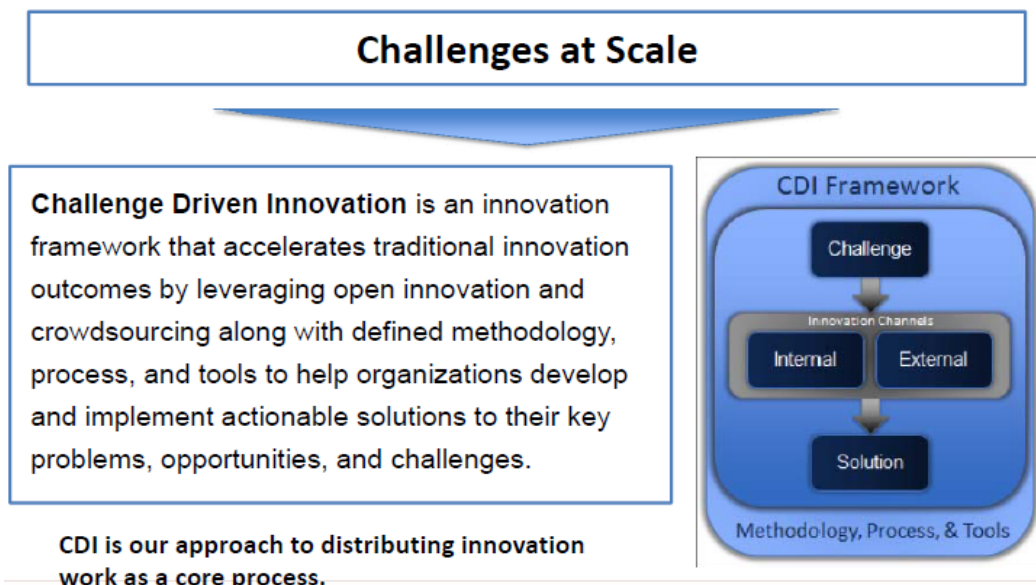 Challenges at Scale
Challenge Driven Innovation is an innovation
framework that accelerates traditional innovation
outcomes by leveraging open innovation and
crowdsourcing along with defined methodology,
process, and tools to help organizations develop
and implement actionable solutions to their key
problems, opportunities, and challenges.
CDI is our approach to distributing innovation
work as a core process.
CDI Framework
Challenge
Innovation Channels
Internal External
Solution
Methodology, Process, & Tools